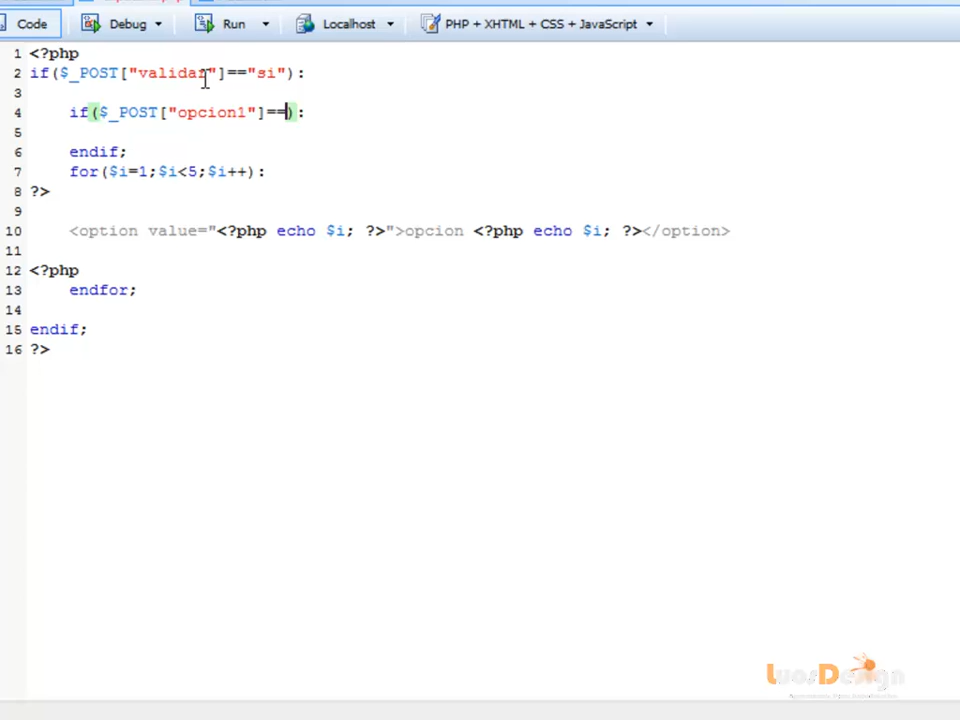 Code Debug Run Localhost PHP + XHTML + CSS + JavaScript
1 <?php
2 if($_POST["validar"]=="si"):
3
4 if($_POST["opcion1"]==):
5
6 endif;
7 for($i=1;$i<5;$i++):
8 ?>
9
10 <option value="<?php echo $i; ?>">opcion <?php echo $i; ?></option>
11
12 <?php
13 endfor;
14
15 endif;
16 ?>
LuosDesign